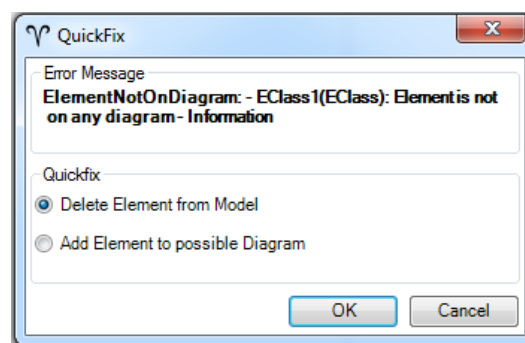 QuickFix
Error Message
ElementNotOnDiagram: - EClass1(EClass): Element is not
on any diagram - Information
Quickfix
Delete Element from Model
Add Element to possible Diagram
OK
Cancel